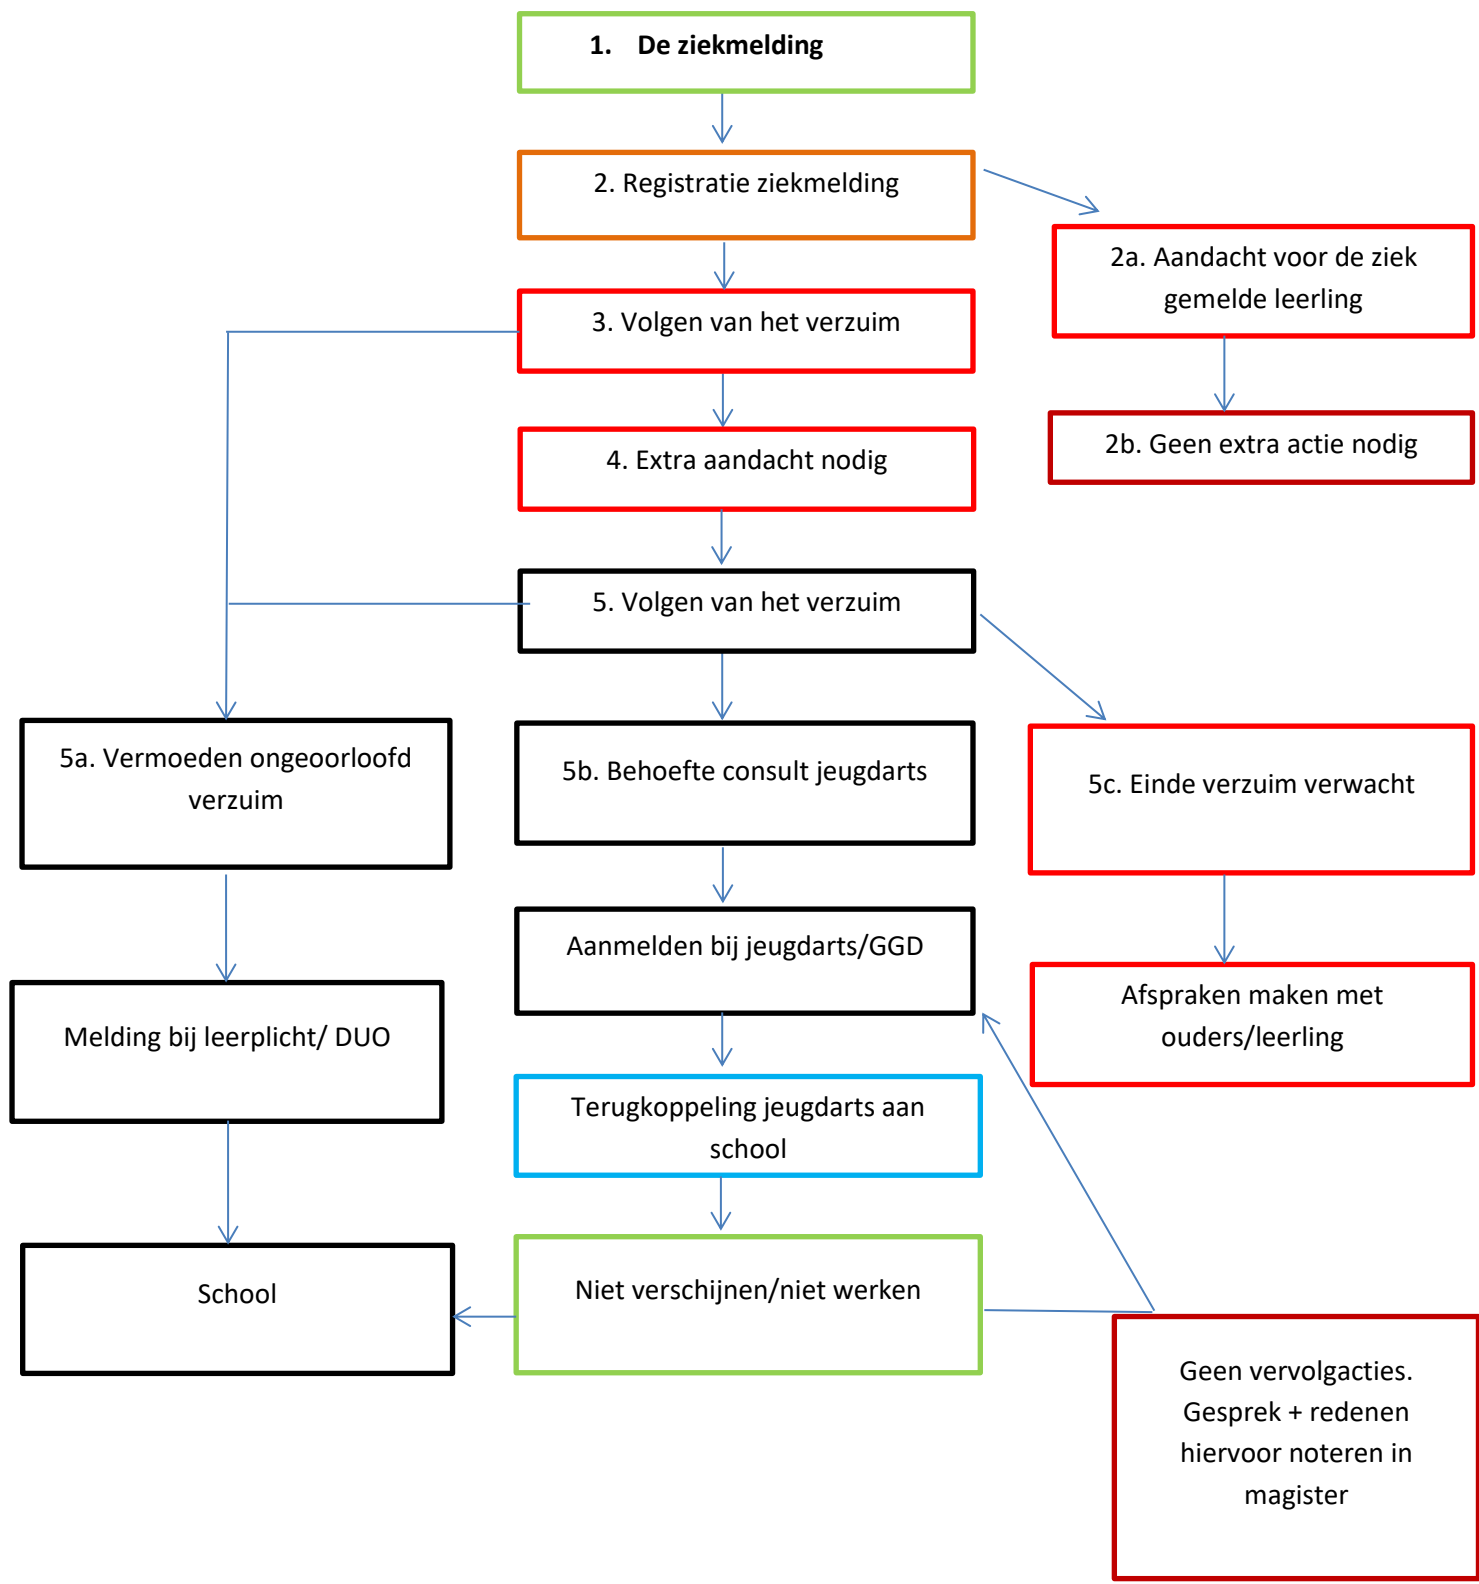 1. De ziekmelding
2. Registratie ziekmelding
2a. Aandacht voor de ziek
gemelde leerling
3. Volgen van het verzuim
2b. Geen extra actie nodig
4. Extra aandacht nodig
5. Volgen van het verzuim
5a. Vermoeden ongeoorloofd
verzuim
5b. Behoefte consult jeugdarts
5c. Einde verzuim verwacht
Aanmelden bij jeugdarts/GGD
Afspraken maken met
ouders/leerling
Melding bij leerplicht/ DUO
Terugkoppeling jeugdarts aan
school
School
Niet verschijnen/niet werken
Geen vervolgacties.
Gesprek + redenen
hiervoor noteren in
magister